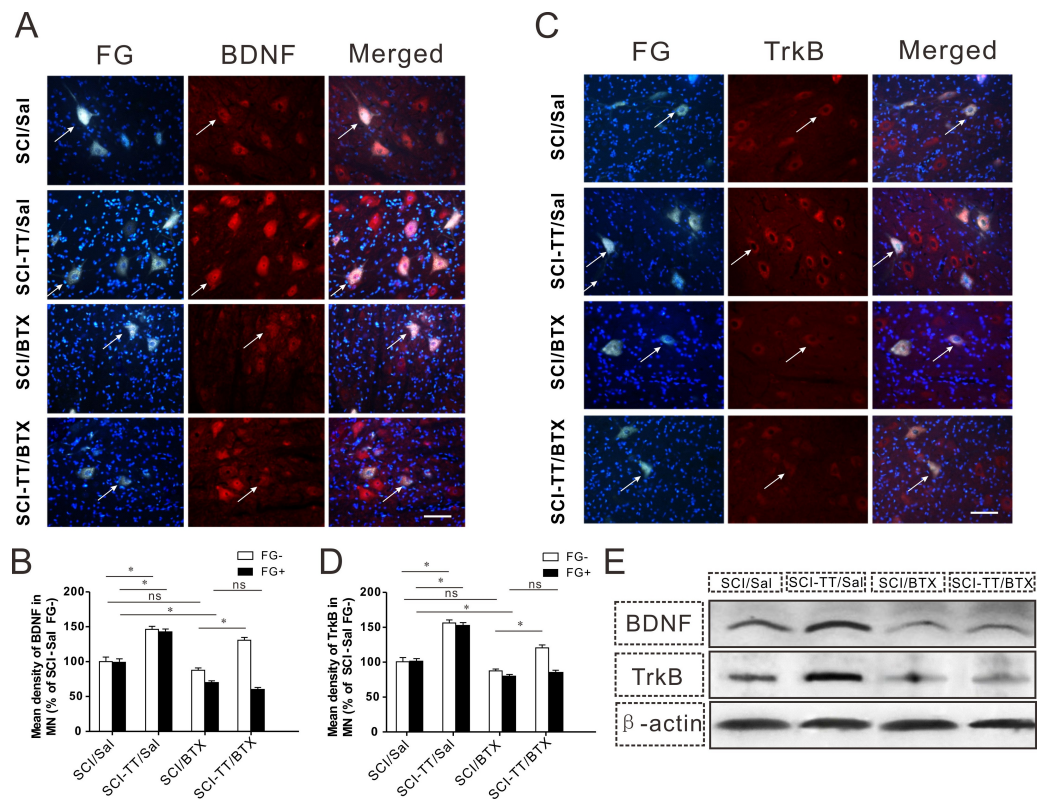 A
FG BDNF Merged
SCI/Sal
SCI-TT/Sal
SCI/BTX
SCI-TT/BTX
C
FG TrkB Merged
SCI/Sal
SCI-TT/Sal
SCI/BTX
SCI-TT/BTX
B
FG-
FG+
Mean density of BDNF in
MN (% of SCI-Sal FG-)
200
150
100
50
0
*
*
ns
ns
*
*
SCI/Sal
SCI-TT/Sal
SCI/BTX
SCI-TT/BTX
D
FG-
FG+
Mean density of TrkB in
MN (% of SCI-Sal FG-)
200
150
100
50
0
*
*
ns
ns
*
*
SCI/Sal
SCI-TT/Sal
SCI/BTX
SCI-TT/BTX
E
SCI/Sal SCI-TT/Sal SCI/BTX SCI-TT/BTX
BDNF
TrkB
β-actin